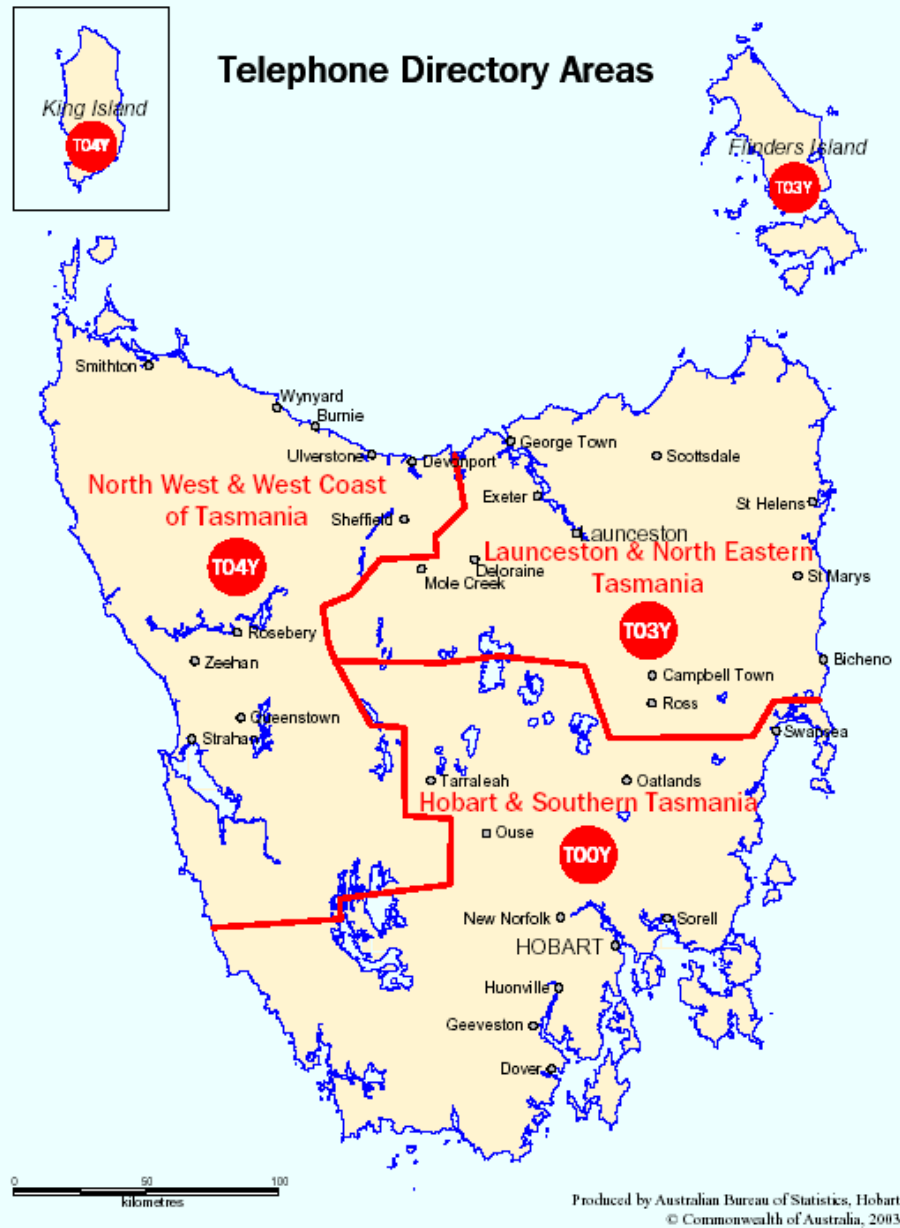 Telephone Directory Areas
King Island
T04Y
Flinders Island
T03Y
Smithton
Wynyard
Burnie
Ulverstone
Devonport
George Town
Scottsdale
North West & West Coast
of Tasmania
Exeter
St Helens
Sheffield
Launceston
Launceston & North Eastern
Tasmania
T04Y
Deloraine
Mole Creek
St Marys
T03Y
Rosebery
Zeehan
Bicheno
Campbell Town
Ross
Queenstown
Strahan
Swansea
Tarraleah
Oatlands
Hobart & Southern Tasmania
Ouse
T00Y
New Norfolk
Sorell
HOBART
Huonville
Geeveston
Dover
0 50 100
kilometres
Produced by Australian Bureau of Statistics, Hobart
© Commonwealth of Australia, 2003